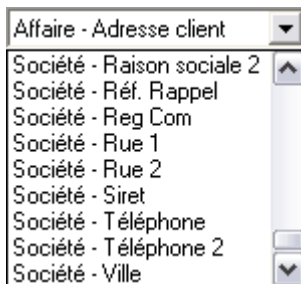 Affaire - Adresse client
Société - Raison sociale 2
Société - Réf. Rappel
Société - Reg Com
Société - Rue 1
Société - Rue 2
Société - Siret
Société - Téléphone
Société - Téléphone 2
Société - Ville